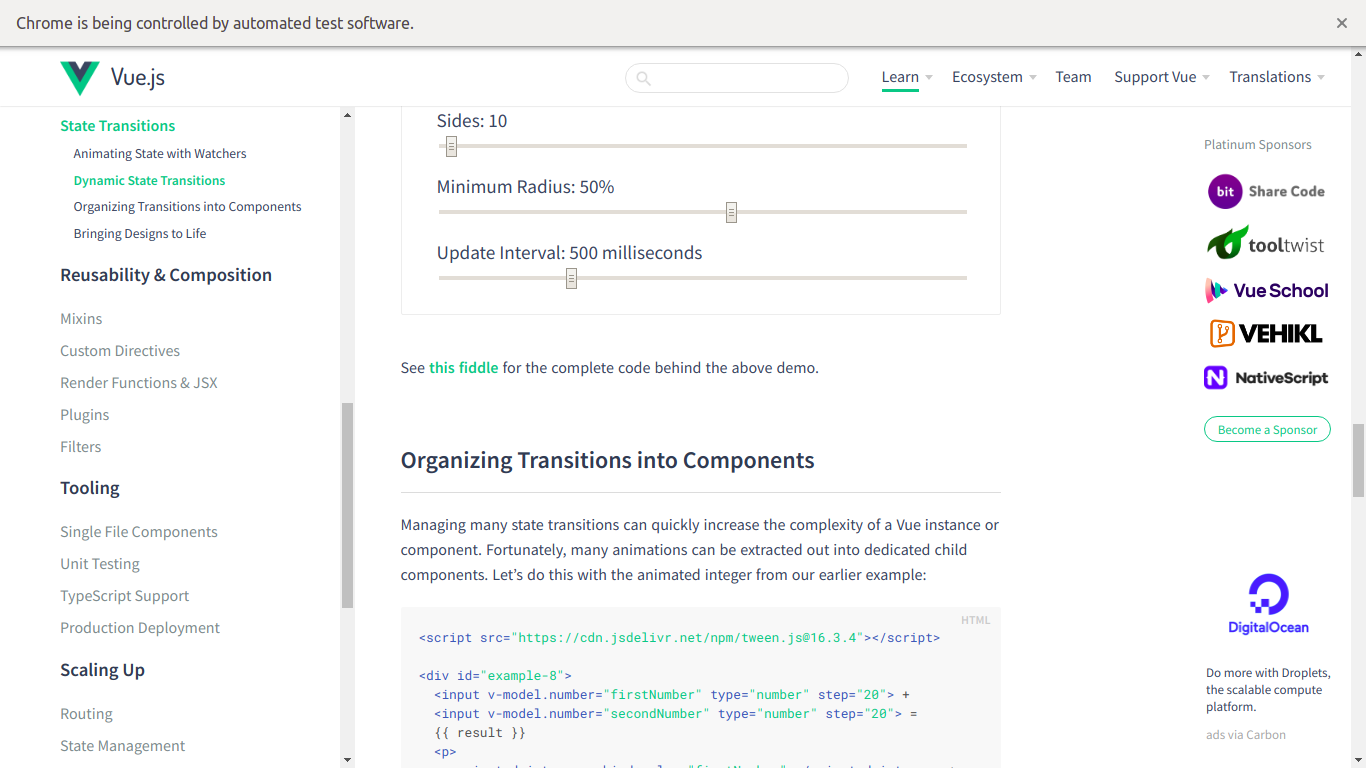 Chrome is being controlled by automated test software.
Vue.js
Learn
Ecosystem
Team
Support Vue
Translations
State Transitions
Animating State with Watchers
Dynamic State Transitions
Organizing Transitions into Components
Bringing Designs to Life
Reusability & Composition
Mixins
Custom Directives
Render Functions & JSX
Plugins
Filters
Tooling
Single File Components
Unit Testing
TypeScript Support
Production Deployment
Scaling Up
Routing
State Management
Sides: 10
Minimum Radius: 50%
Update Interval: 500 milliseconds
See this fiddle for the complete code behind the above demo.
Organizing Transitions into Components
Managing many state transitions can quickly increase the complexity of a Vue instance or
component. Fortunately, many animations can be extracted out into dedicated child
components. Let’s do this with the animated integer from our earlier example:
HTML
<script src="https://cdn.jsdelivr.net/npm/tween.js@16.3.4"></script>
<div id="example-8">
<input v-model.number="firstNumber" type="number" step="20"> +
<input v-model.number="secondNumber" type="number" step="20"> =
{{ result }}
<p>
Platinum Sponsors
bit Share Code
tooltwist
Vue School
VEHIKL
NativeScript
Become a Sponsor
DigitalOcean
Do more with Droplets,
the scalable compute
platform.
ads via Carbon